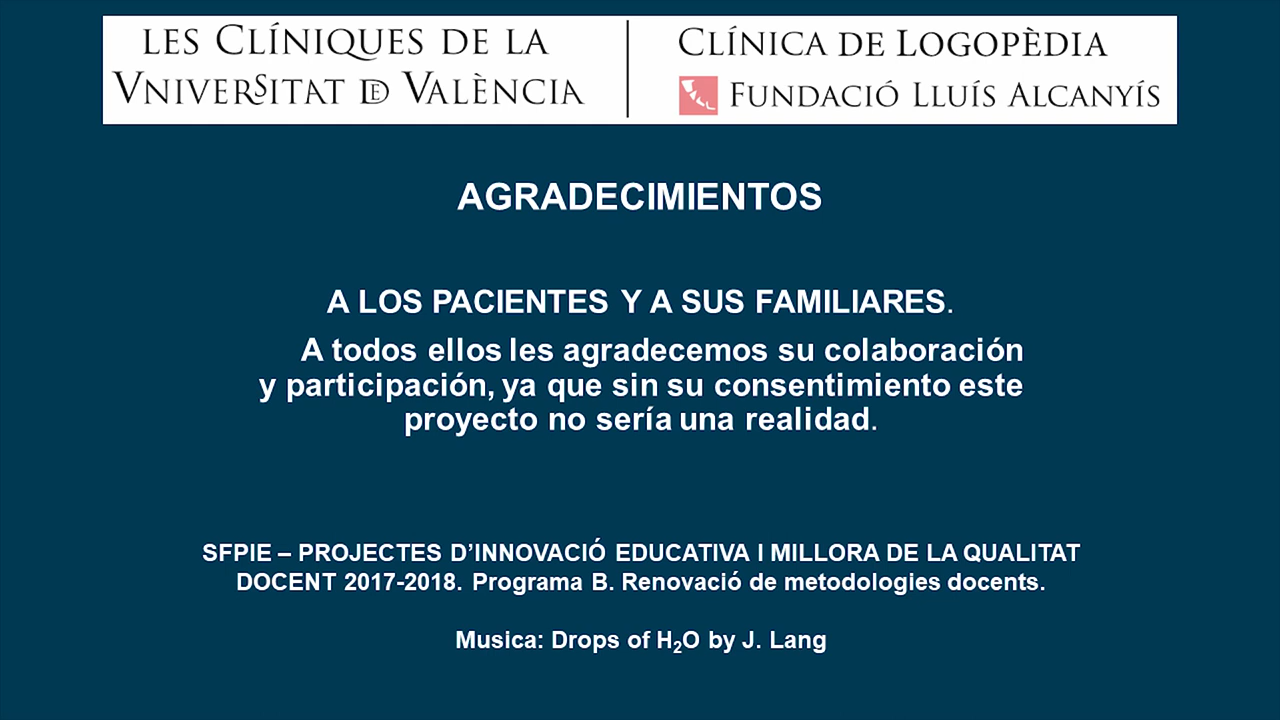 LES CLÍNIQUES DE LA
VNIVERSITAT DE VALÈNCIA
CLÍNICA DE LOGOPÈDIA
FUNDACIÓ LLUÍS ALCANYÍS
AGRADECIMIENTOS
A LOS PACIENTES Y A SUS FAMILIARES.
A todos ellos les agradecemos su colaboración
y participación, ya que sin su consentimiento este
proyecto no sería una realidad.
SFPIE – PROJECTES D’INNOVACIÓ EDUCATIVA I MILLORA DE LA QUALITAT
DOCENT 2017-2018. Programa B. Renovació de metodologies docents.
Musica: Drops of H₂O by J. Lang